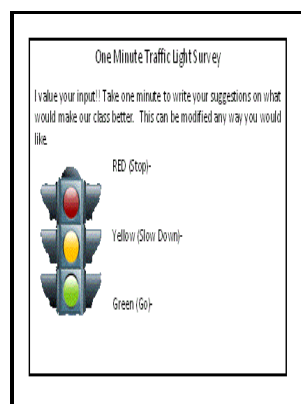 One Minute Traffic Light Survey
I value your input!! Take one minute to write your suggestions on what
would make our class better. This can be modified any way you would
like.
RED (Stop)-
Yellow (Slow Down)-
Green (Go)-